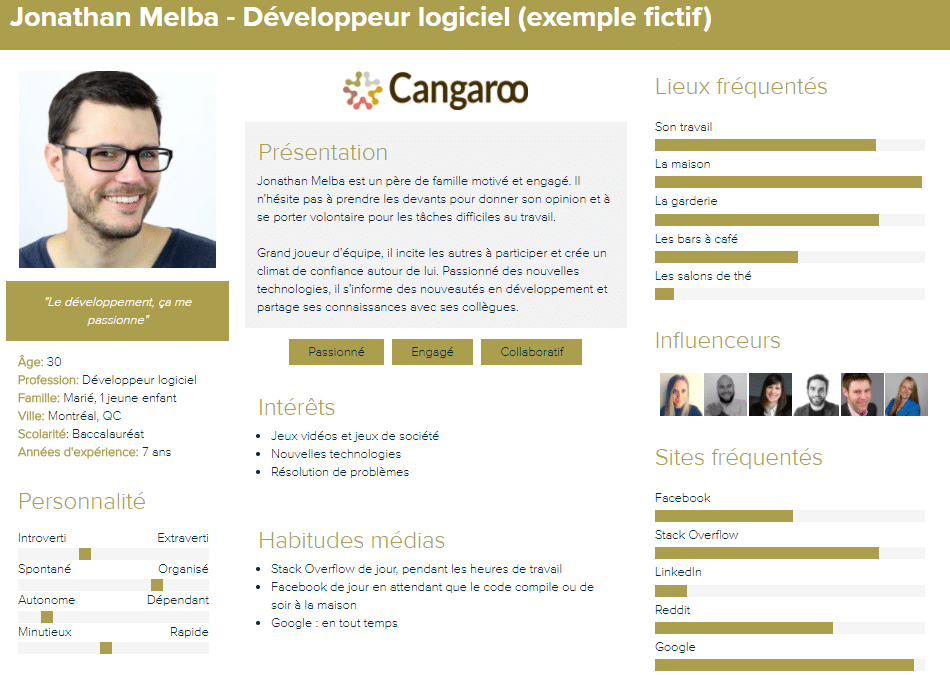 Jonathan Melba - Développeur logiciel (exemple fictif)
"Le développement, ça me
passionne"
Âge: 30
Profession: Développeur logiciel
Famille: Marié, 1 jeune enfant
Ville: Montréal, QC
Scolarité: Baccalauréat
Années d'expérience: 7 ans
Personnalité
Introverti Extraverti
Spontané Organisé
Autonome Dépendant
Minutieux Rapide
Cangaroo
Présentation
Jonathan Melba est un père de famille motivé et engagé. Il
n'hésite pas à prendre les devants pour donner son opinion et à
se porter volontaire pour les tâches difficiles au travail.
Grand joueur d'équipe, il incite les autres à participer et crée un
climat de confiance autour de lui. Passionné des nouvelles
technologies, il s'informe des nouveautés en développement et
partage ses connaissances avec ses collègues.
Passionné Engagé Collaboratif
Intérêts
• Jeux vidéos et jeux de société
• Nouvelles technologies
• Résolution de problèmes
Habitudes médias
• Stack Overflow de jour, pendant les heures de travail
• Facebook de jour en attendant que le code compile ou de
soir à la maison
• Google : en tout temps
Lieux fréquentés
Son travail
La maison
La garderie
Les bars à café
Les salons de thé
Influenceurs
Sites fréquentés
Facebook
Stack Overflow
LinkedIn
Reddit
Google